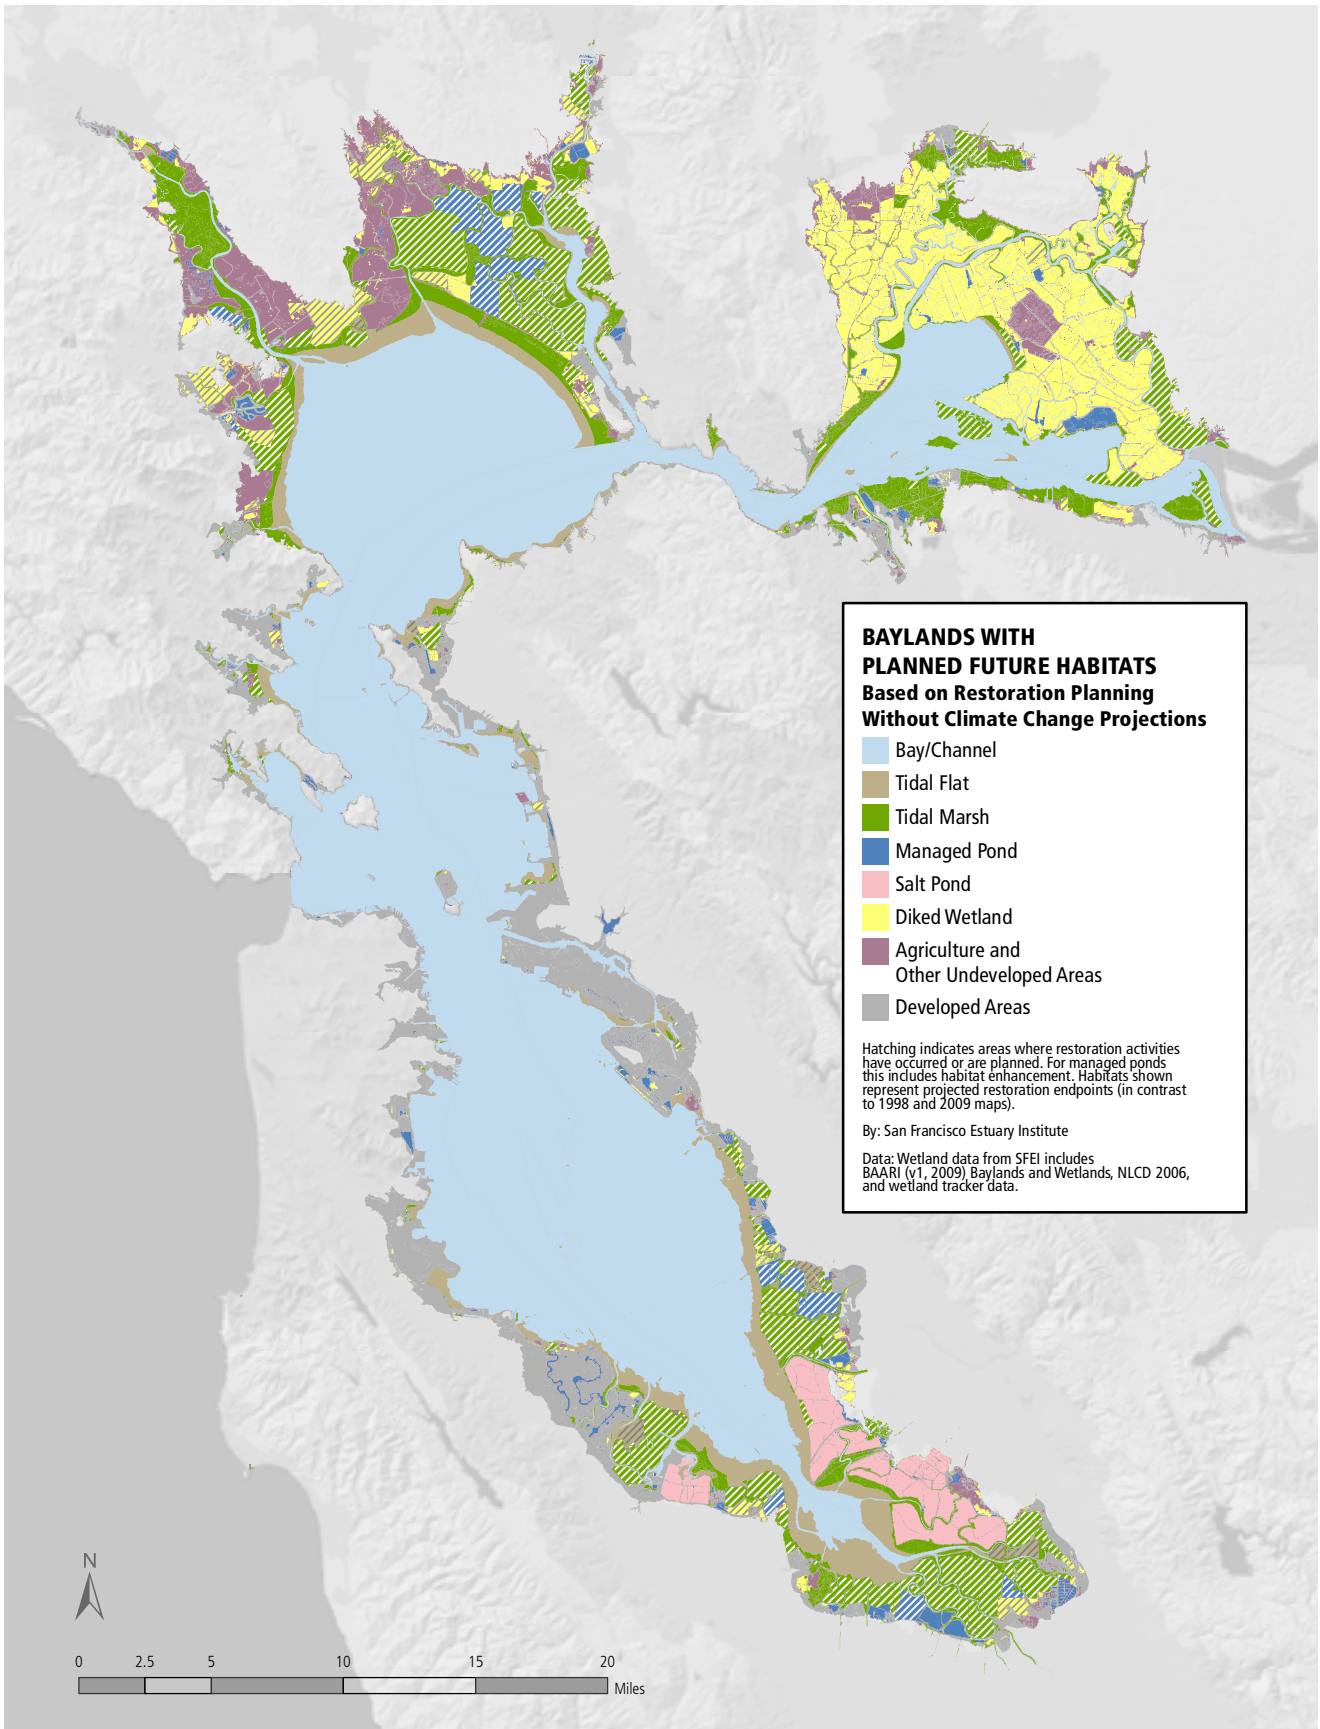 BAYLANDS WITH
PLANNED FUTURE HABITATS
Based on Restoration Planning
Without Climate Change Projections
Bay/Channel
Tidal Flat
Tidal Marsh
Managed Pond
Salt Pond
Diked Wetland
Agriculture and
Other Undeveloped Areas
Developed Areas
Hatching indicates areas where restoration activities
have occurred or are planned. For managed ponds
this includes habitat enhancement. Habitats shown
represent projected restoration endpoints (in contrast
to 1998 and 2009 maps).
By: San Francisco Estuary Institute
Data: Wetland data from SFEI includes
BAARI (v1, 2009) Baylands and Wetlands, NLCD 2006,
and wetland tracker data.
N
0 2.5 5 10 15 20
Miles